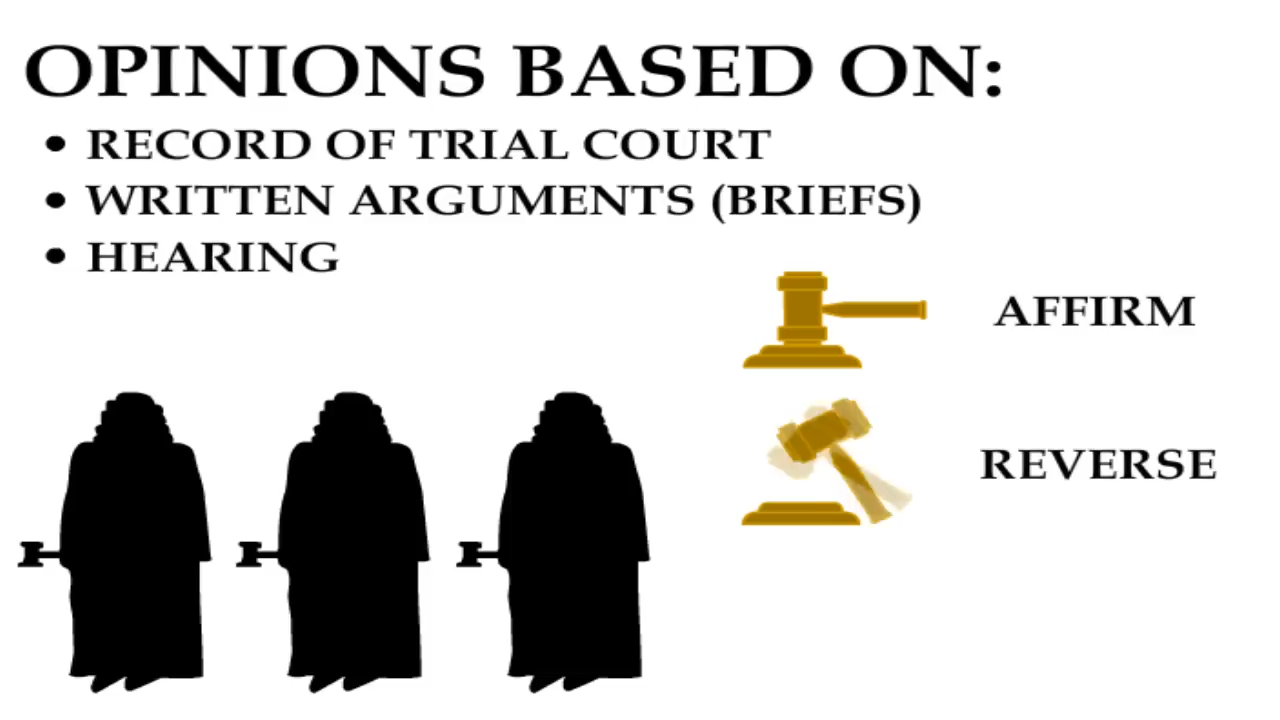 OPINIONS BASED ON:
• RECORD OF TRIAL COURT
• WRITTEN ARGUMENTS (BRIEFS)
• HEARING
AFFIRM
REVERSE